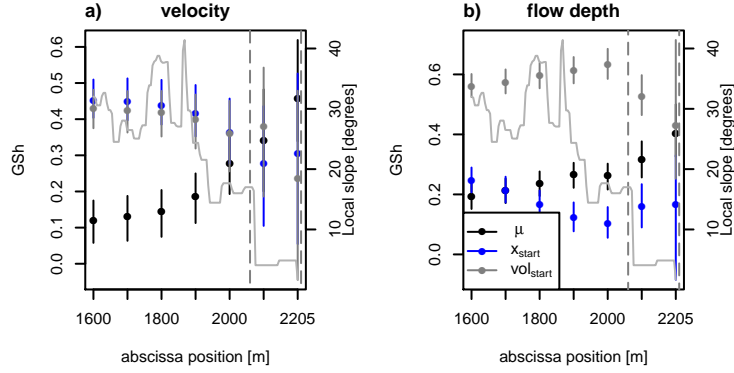 a) velocity
0.0 0.1 0.2 0.3 0.4 0.5 0.6
GSh
1600 1800 2000 2205
abscissa position [m]
10 20 30 40
Local slope [degrees]
b) flow depth
0.0 0.2 0.4 0.6
GSh
μ
x_start
vol_start
1600 1800 2000 2205
abscissa position [m]
10 20 30 40
Local slope [degrees]